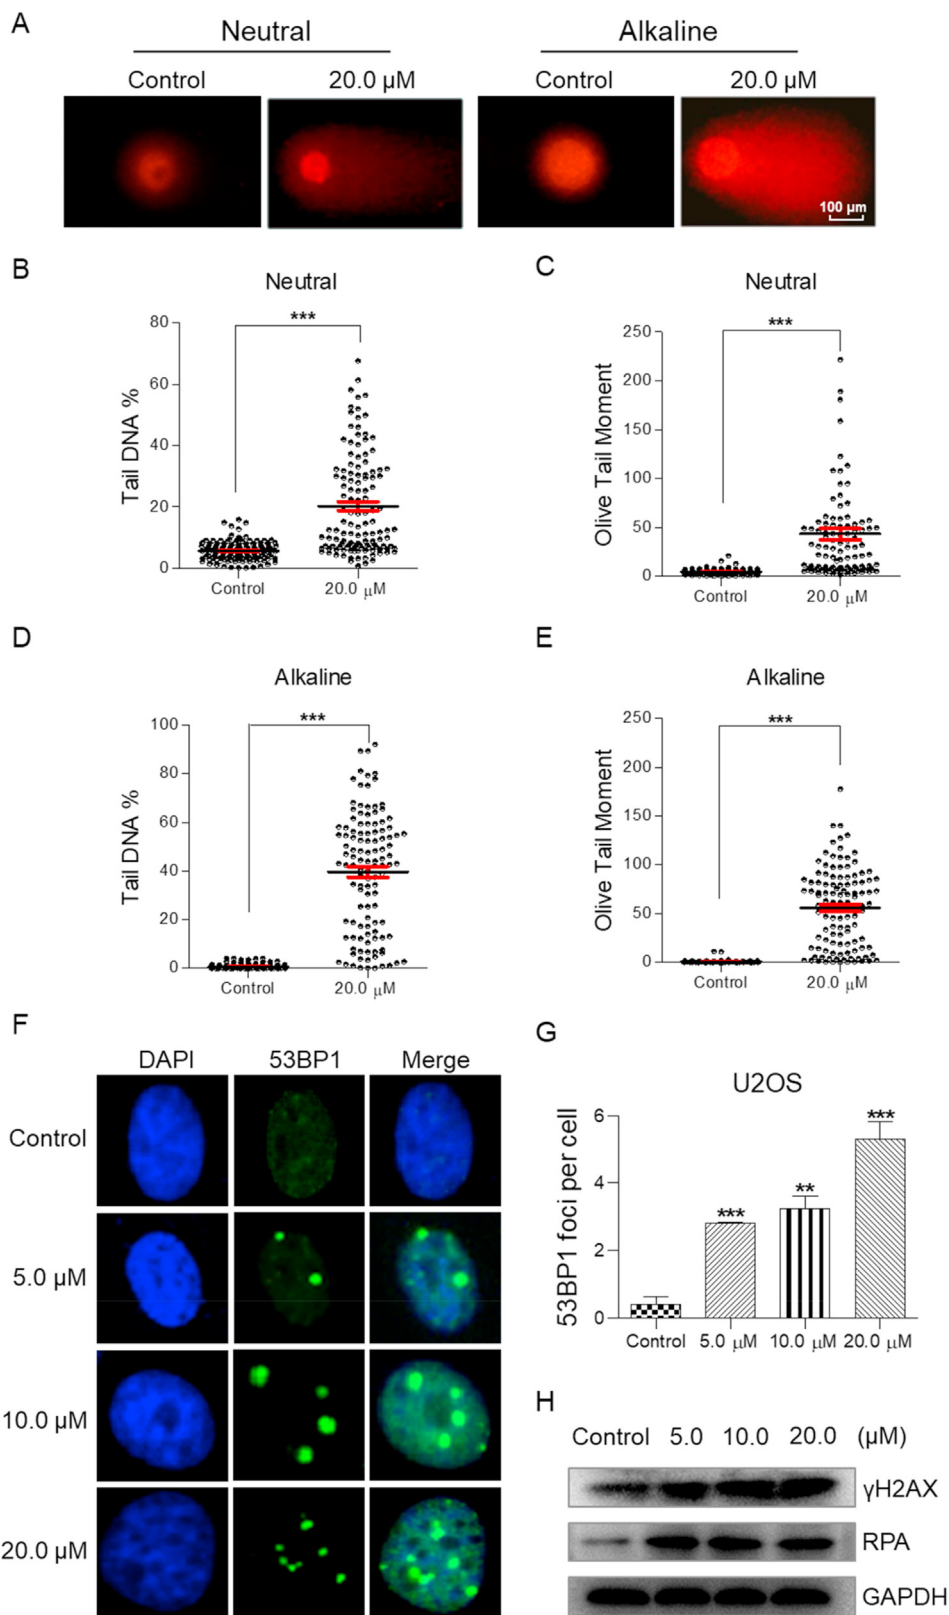 A
Neutral
Alkaline
Control
20.0 µM
Control
20.0 µM
100 µm
B
Neutral
***
Tail DNA %
80
60
40
20
0
Control
20.0 µM
C
Neutral
***
Olive Tail Moment
250
200
150
100
50
0
Control
20.0 µM
D
Alkaline
***
Tail DNA %
100
80
60
40
20
0
Control
20.0 µM
E
Alkaline
***
Olive Tail Moment
250
200
150
100
50
0
Control
20.0 µM
F
DAPI
53BP1
Merge
Control
5.0 µM
10.0 µM
20.0 µM
G
U2OS
53BP1 foci per cell
6
4
2
0
***
**
***
Control
5.0 µM
10.0 µM
20.0 µM
H
Control
5.0
10.0
20.0
(µM)
γH2AX
RPA
GAPDH